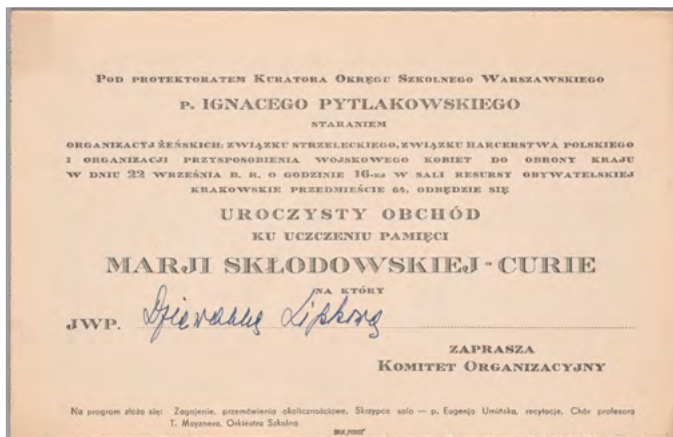 Pod protektoratem Kuratora Okręgu Szkolnego Warszawskiego
p. IGNACEGO PYTLAKOWSKIEGO
STARANIEM
ORGANIZACYJ ŻEŃSKICH: ZWIĄZKU STRZELECKIEGO, ZWIĄZKU HARCERSTWA POLSKIEGO
I ORGANIZACJI PRZYSPOSOBIENIA WOJSKOWEGO KOBIET DO OBRONY KRAJU
W DNIU 22 WRZEŚNIA B. R. O GODZINIE 16-EJ W SALI RESURSY OBYWATELSKIEJ
KRAKOWSKIE PRZEDMIEŚCIE 64, ODBĘDZIE SIĘ
UROCZYSTY OBCHÓD
KU UCZCZENIU PAMIĘCI
MARJI SKŁODOWSKIEJ-CURIE
NA KTÓRY
JWP. Lipkową
ZAPRASZA
Komitet Organizacyjny
Na program złożą się: Zagajenie, przemówienia okolicznościowe, Skrzypce solo — p. Eugenja Umińska, recytacje, Chór profesora
T. Mayznera, Orkiestra Szkolna